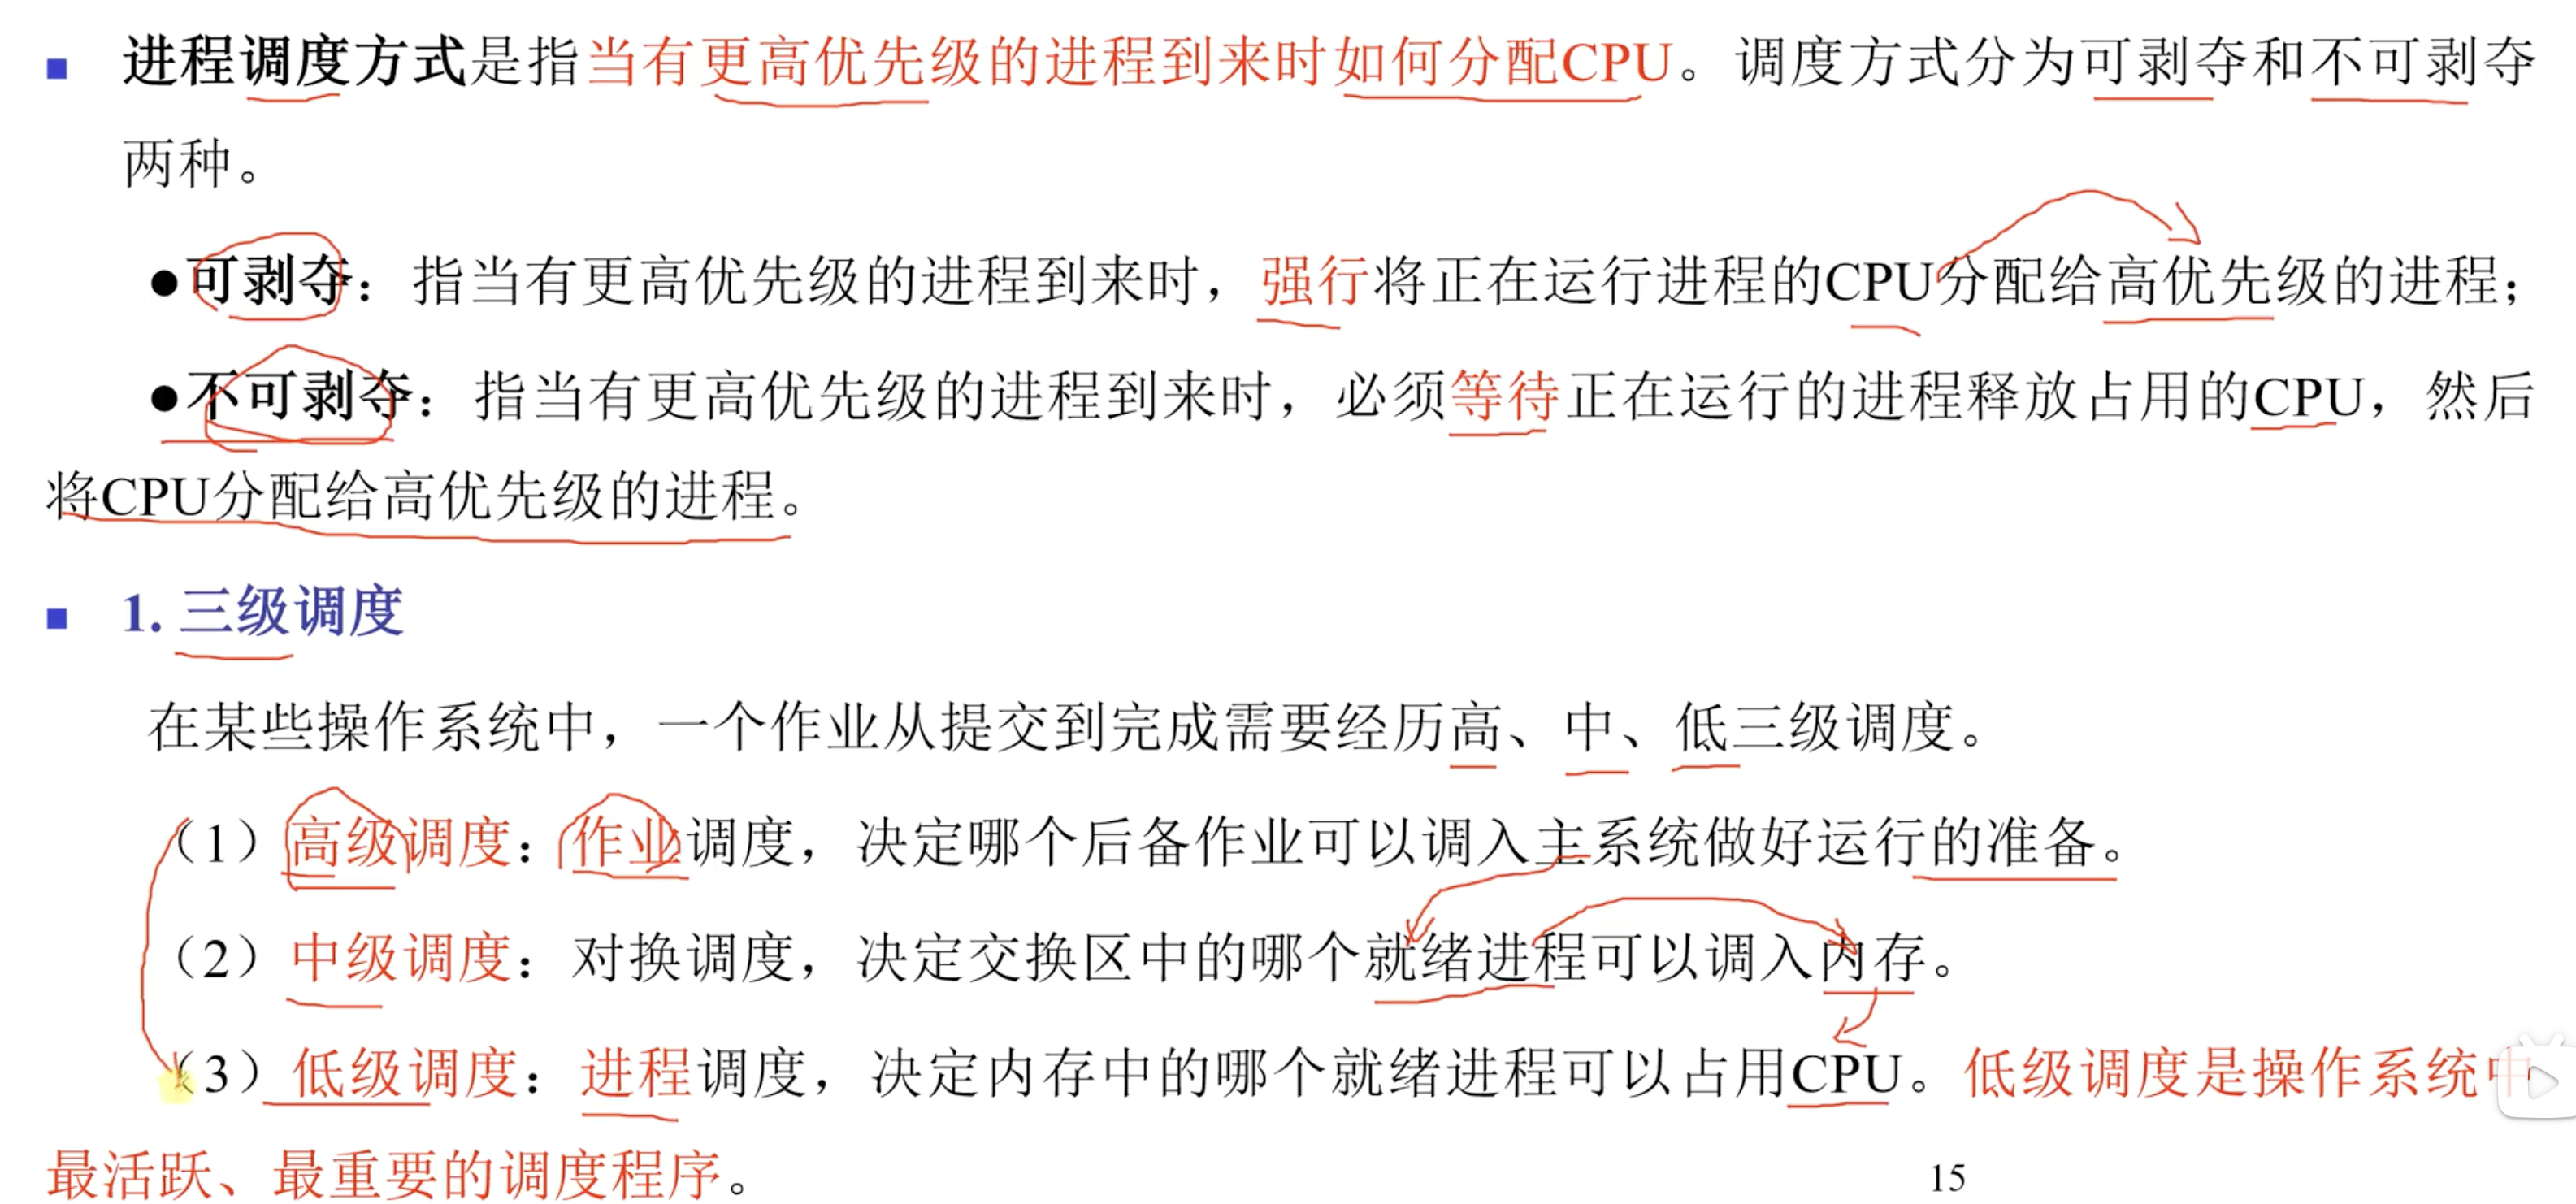 ■ 进程调度方式是指当有更高优先级的进程到来时如何分配CPU。调度方式分为可剥夺和不可剥夺
两种。
●可剥夺：指当有更高优先级的进程到来时，强行将正在运行进程的CPU分配给高优先级的进程；
●不可剥夺：指当有更高优先级的进程到来时，必须等待正在运行的进程释放占用的CPU，然后
将CPU分配给高优先级的进程。
■ 1. 三级调度
在某些操作系统中，一个作业从提交到完成需要经历高、中、低三级调度。
（1）高级调度：作业调度，决定哪个后备作业可以调入主系统做好运行的准备。
（2）中级调度：对换调度，决定交换区中的哪个就绪进程可以调入内存。
（3）低级调度：进程调度，决定内存中的哪个就绪进程可以占用CPU。低级调度是操作系统中
最活跃、最重要的调度程序。
15